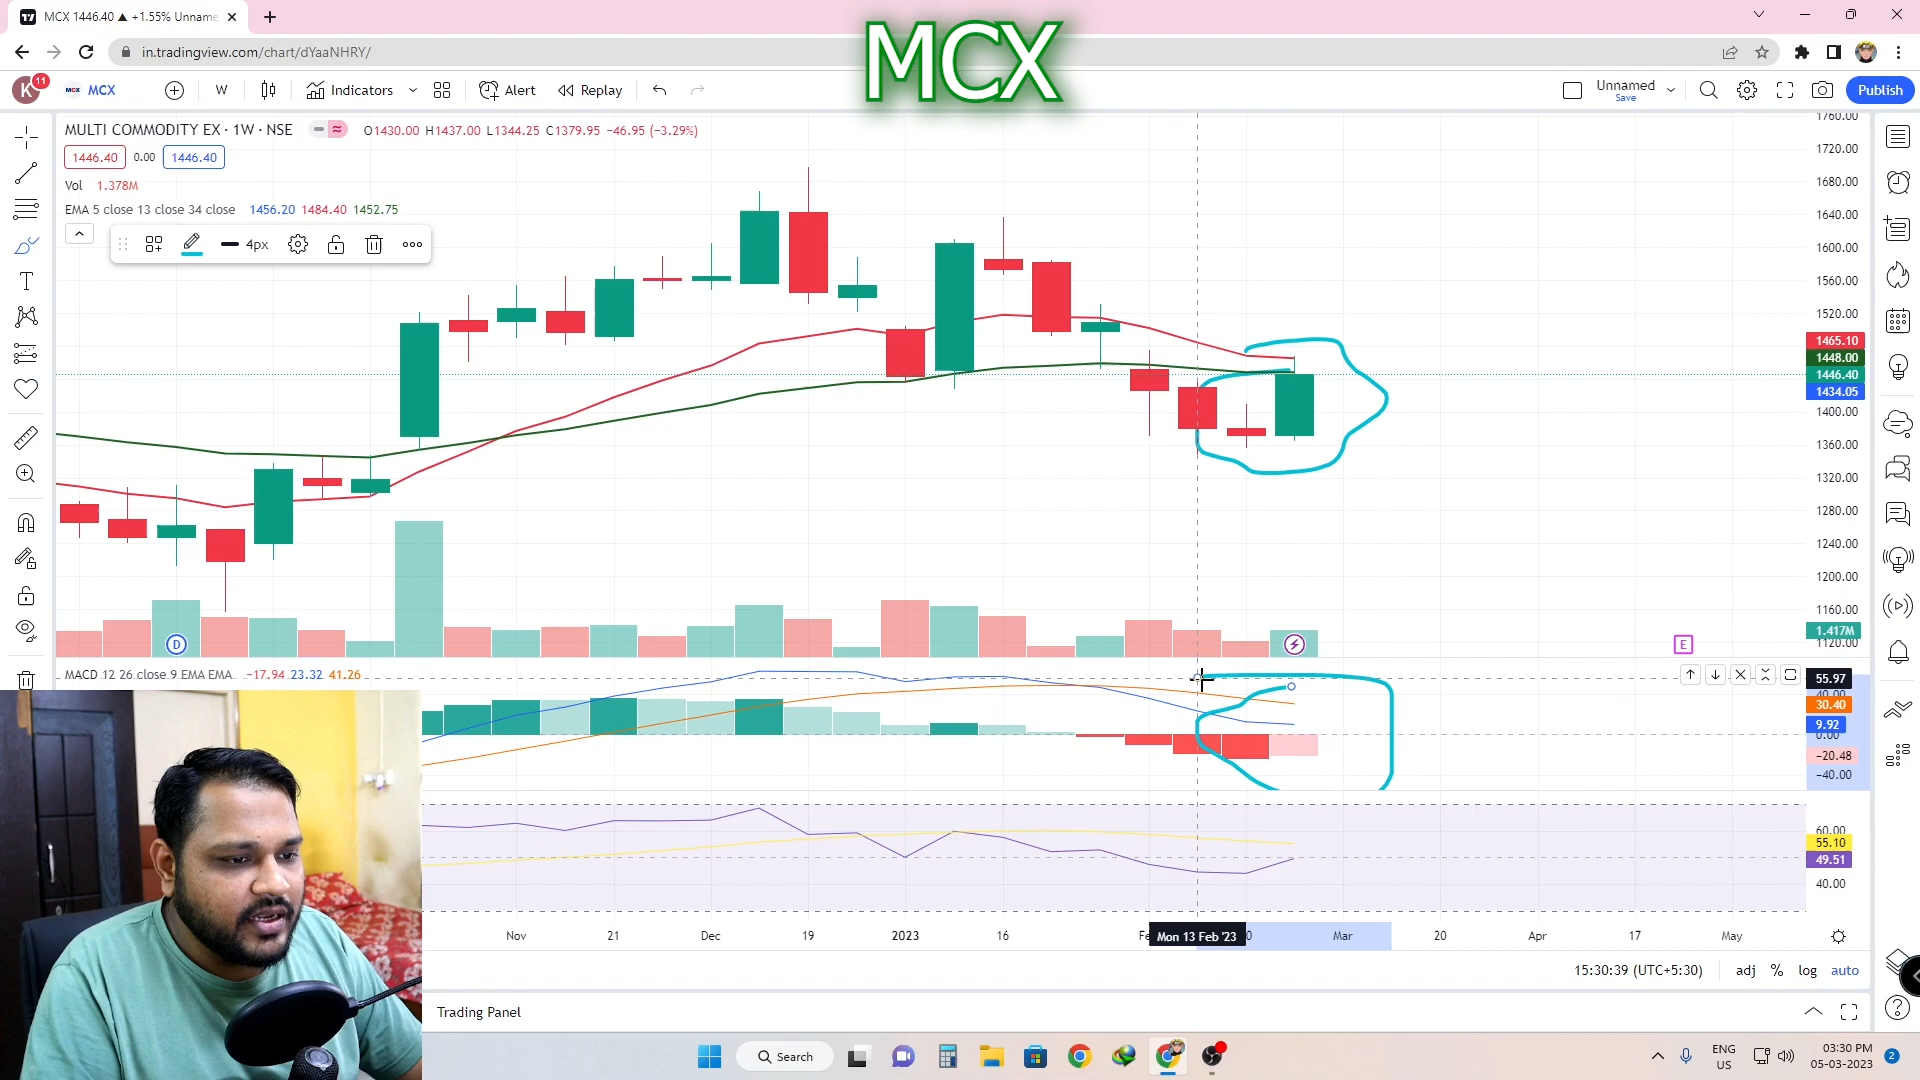 MCX 1446.40 ▲ +1.55% Unname
in.tradingview.com/chart/dYaaNHRY/
MCX
K 11 MCX MCX W Indicators Alert Replay Unnamed Save Publish
MULTI COMMODITY EX · 1W · NSE O1430.00 H1437.00 L1344.25 C1379.95 −46.95 (−3.29%)
1446.40 0.00 1446.40
Vol 1.378M
EMA 5 close 13 close 34 close 1456.20 1484.40 1452.75
4px
1760.00
1720.00
1680.00
1640.00
1600.00
1560.00
1520.00
1465.10
1448.00
1446.40
1434.05
1400.00
1360.00
1320.00
1280.00
1240.00
1200.00
1160.00
1.417M
1120.00
D
E
MACD 12 26 close 9 EMA EMA −17.94 23.32 41.26
55.97
40.00
30.40
9.92
0.00
−20.48
−40.00
60.00
55.10
49.51
40.00
Nov 21 Dec 19 2023 16 Fe Mon 13 Feb '23 0 Mar 20 Apr 17 May
15:30:39 (UTC+5:30) adj % log auto
Trading Panel
Search
ENG
US
03:30 PM
05-03-2023
2